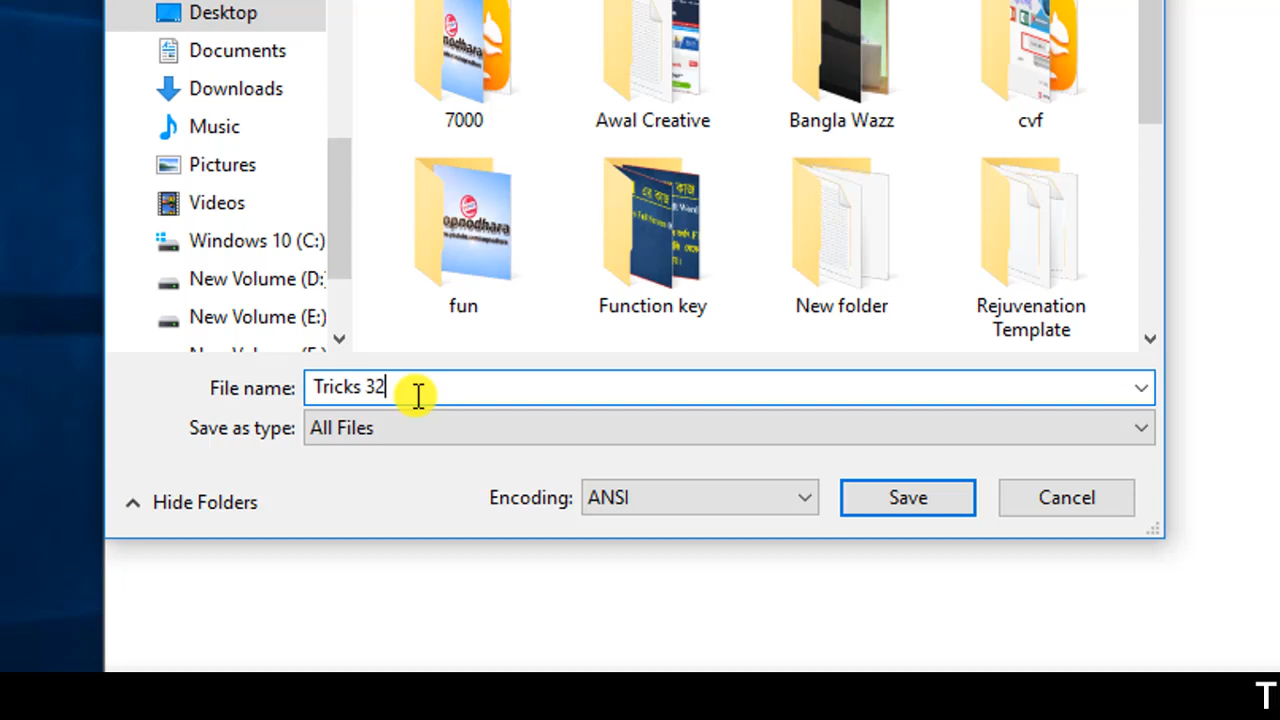 Desktop
Documents
Downloads
Music
Pictures
Videos
Windows 10 (C:)
New Volume (D:
New Volume (E:)
7000
Awal Creative
Bangla Wazz
cvf
opnodhara
এর কাজ
fun
Function key
New folder
Rejuvenation
Template
File name: Tricks 32
Save as type: All Files
Hide Folders
Encoding: ANSI
Save
Cancel
T